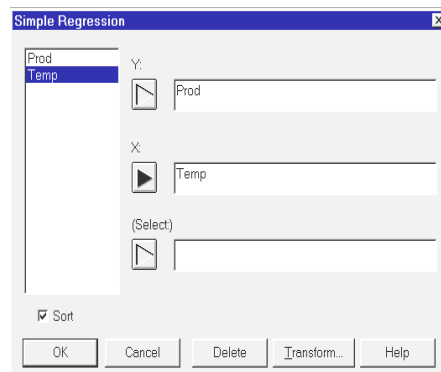 Simple Regression
Prod
Temp
Y:
Prod
X:
Temp
(Select:)
Sort
OK
Cancel
Delete
Transform...
Help